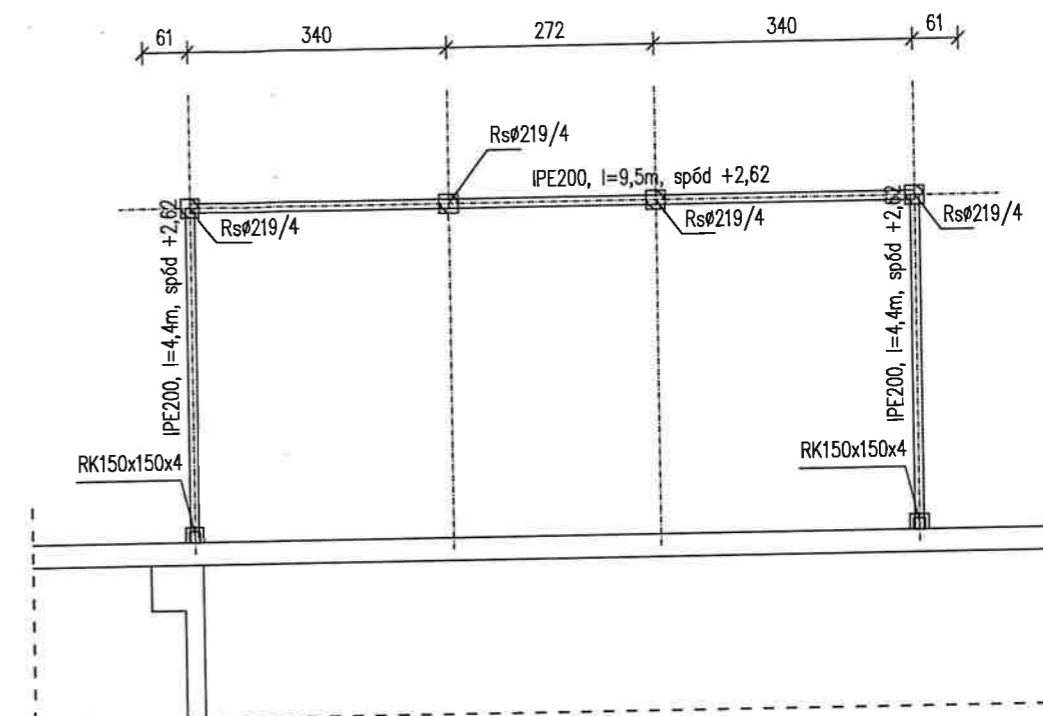 61 340 272 340 61
Rsø219/4
IPE200, l=9,5m, spód +2,62
Rsø219/4
Rsø219/4
Rsø219/4
IPE200, l=4,4m, spód +2,62
IPE200, l=4,4m, spód +2,62
RK150x150x4
RK150x150x4